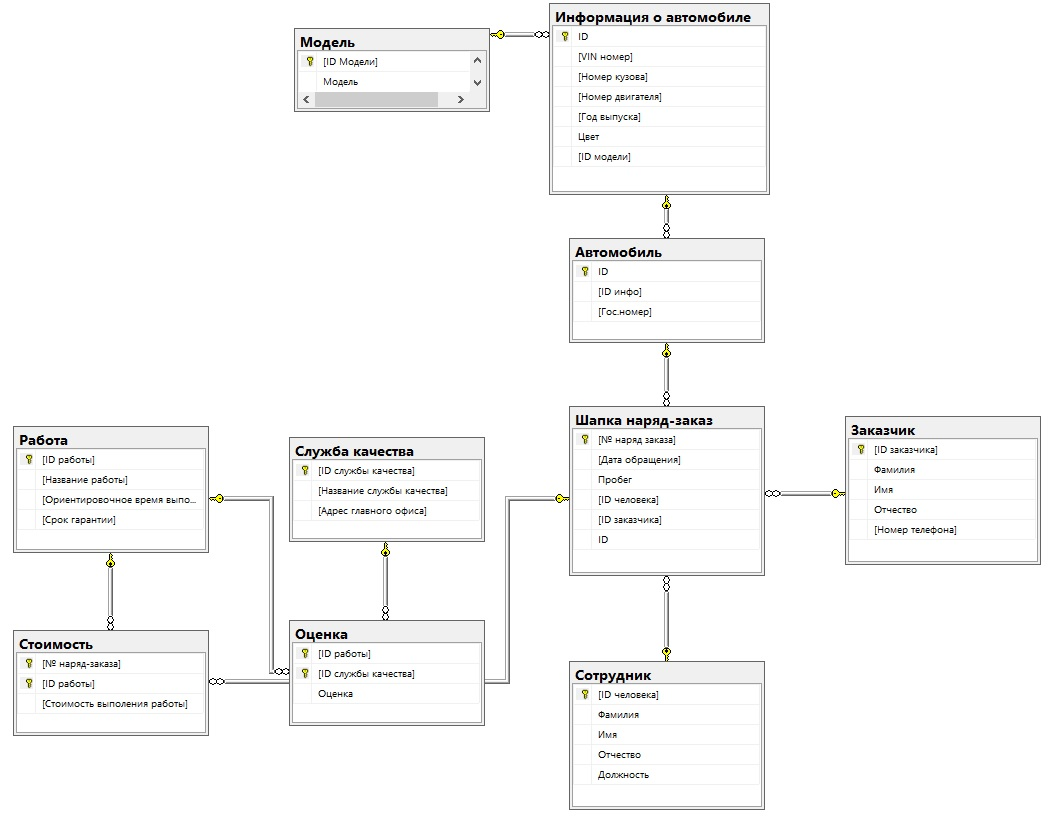 Модель
[ID Модели]
Модель
Информация о автомобиле
ID
[VIN номер]
[Номер кузова]
[Номер двигателя]
[Год выпуска]
Цвет
[ID модели]
Автомобиль
ID
[ID инфо]
[Гос.номер]
Шапка наряд-заказ
[№ наряд заказа]
[Дата обращения]
Пробег
[ID человека]
[ID заказчика]
ID
Заказчик
[ID заказчика]
Фамилия
Имя
Отчество
[Номер телефона]
Работа
[ID работы]
[Название работы]
[Ориентировочное время выпо...
[Срок гарантии]
Служба качества
[ID службы качества]
[Название службы качества]
[Адрес главного офиса]
Стоимость
[№ наряд-заказа]
[ID работы]
[Стоимость выполения работы]
Оценка
[ID работы]
[ID службы качества]
Оценка
Сотрудник
[ID человека]
Фамилия
Имя
Отчество
Должность